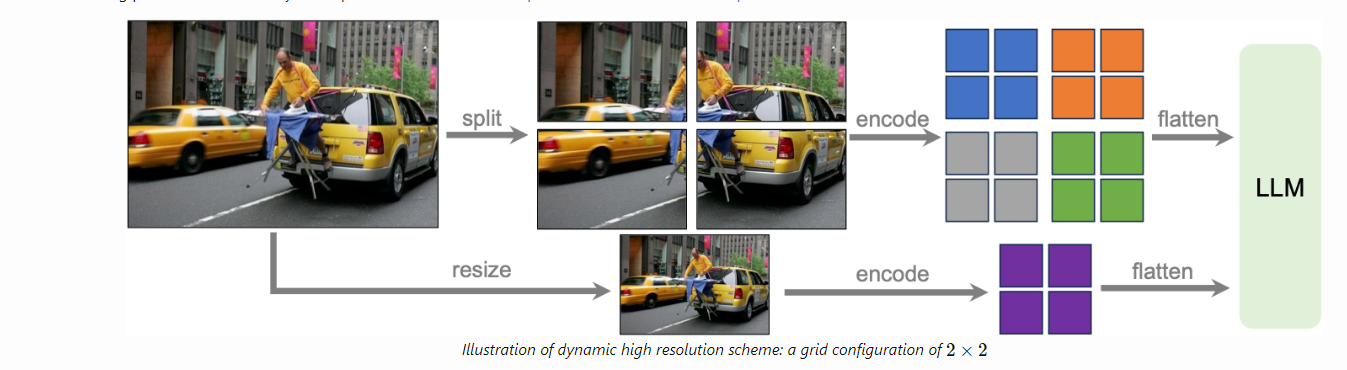 split
encode
flatten
LLM
resize
encode
flatten
Illustration of dynamic high resolution scheme: a grid configuration of 2 × 2